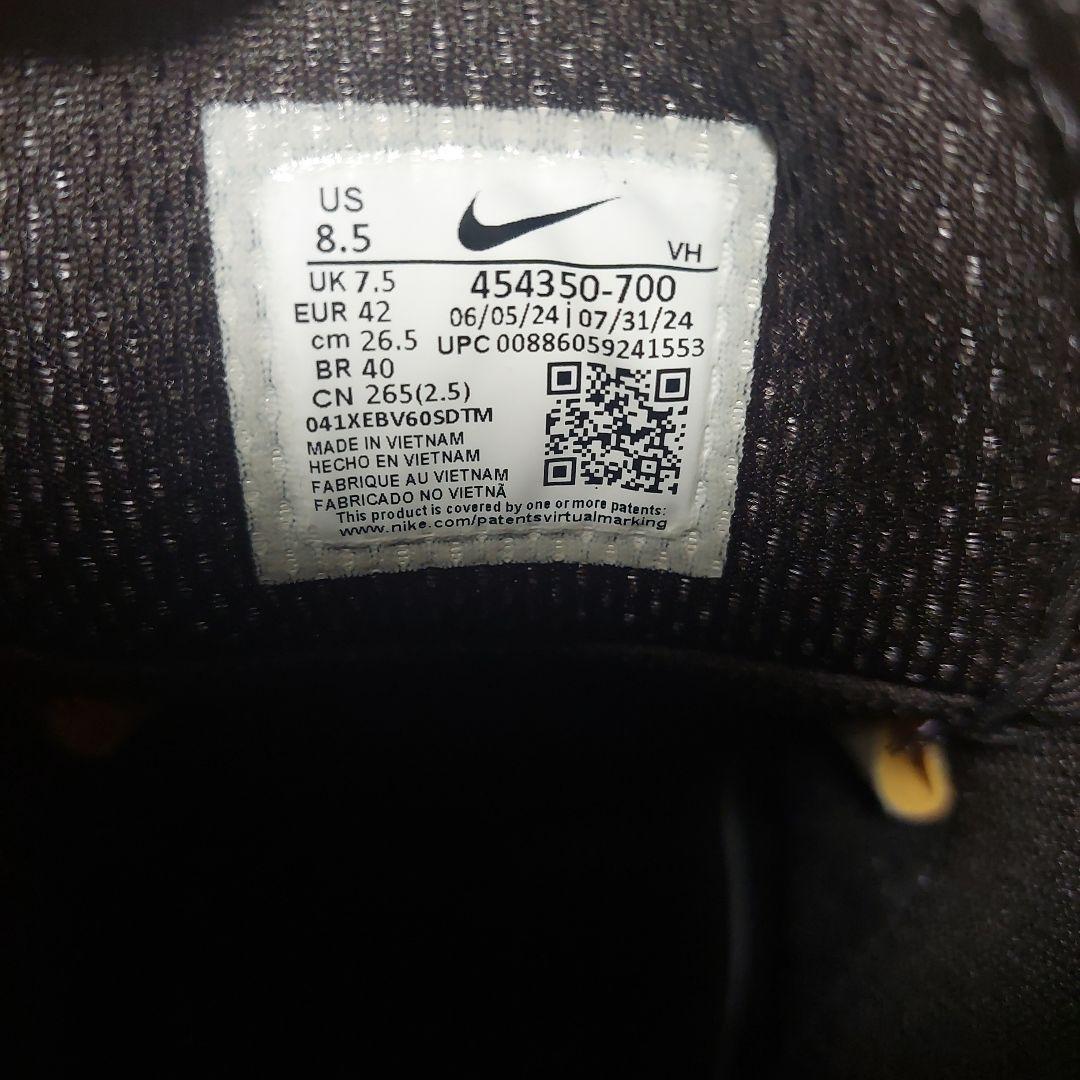 US
8.5
VH
UK 7.5
EUR 42
cm 26.5
BR 40
CN 265(2.5)
454350-700
06/05/24|07/31/24
UPC 00886059241553
041XEBV60SDTM
MADE IN VIETNAM
HECHO EN VIETNAM
FABRIQUE AU VIETNAM
FABRICADO NO VIETNÃ
This product is covered by one or more patents:
www.nike.com/patentsvirtualmarking